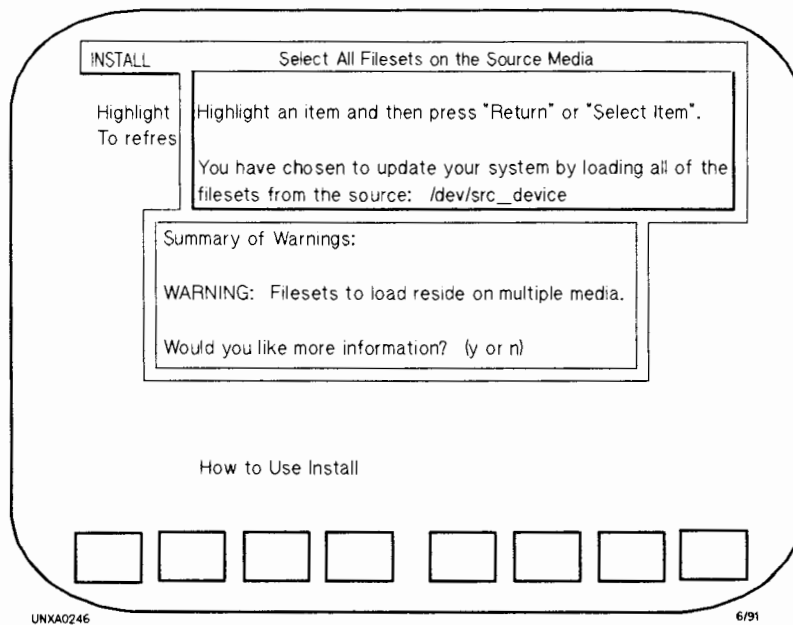 INSTALL Select All Filesets on the Source Media
Highlight
To refres
Highlight an item and then press "Return" or "Select Item".
You have chosen to update your system by loading all of the
filesets from the source: /dev/src_device
Summary of Warnings:
WARNING: Filesets to load reside on multiple media.
Would you like more information? (y or n)
How to Use Install
UNXA0246 6/91